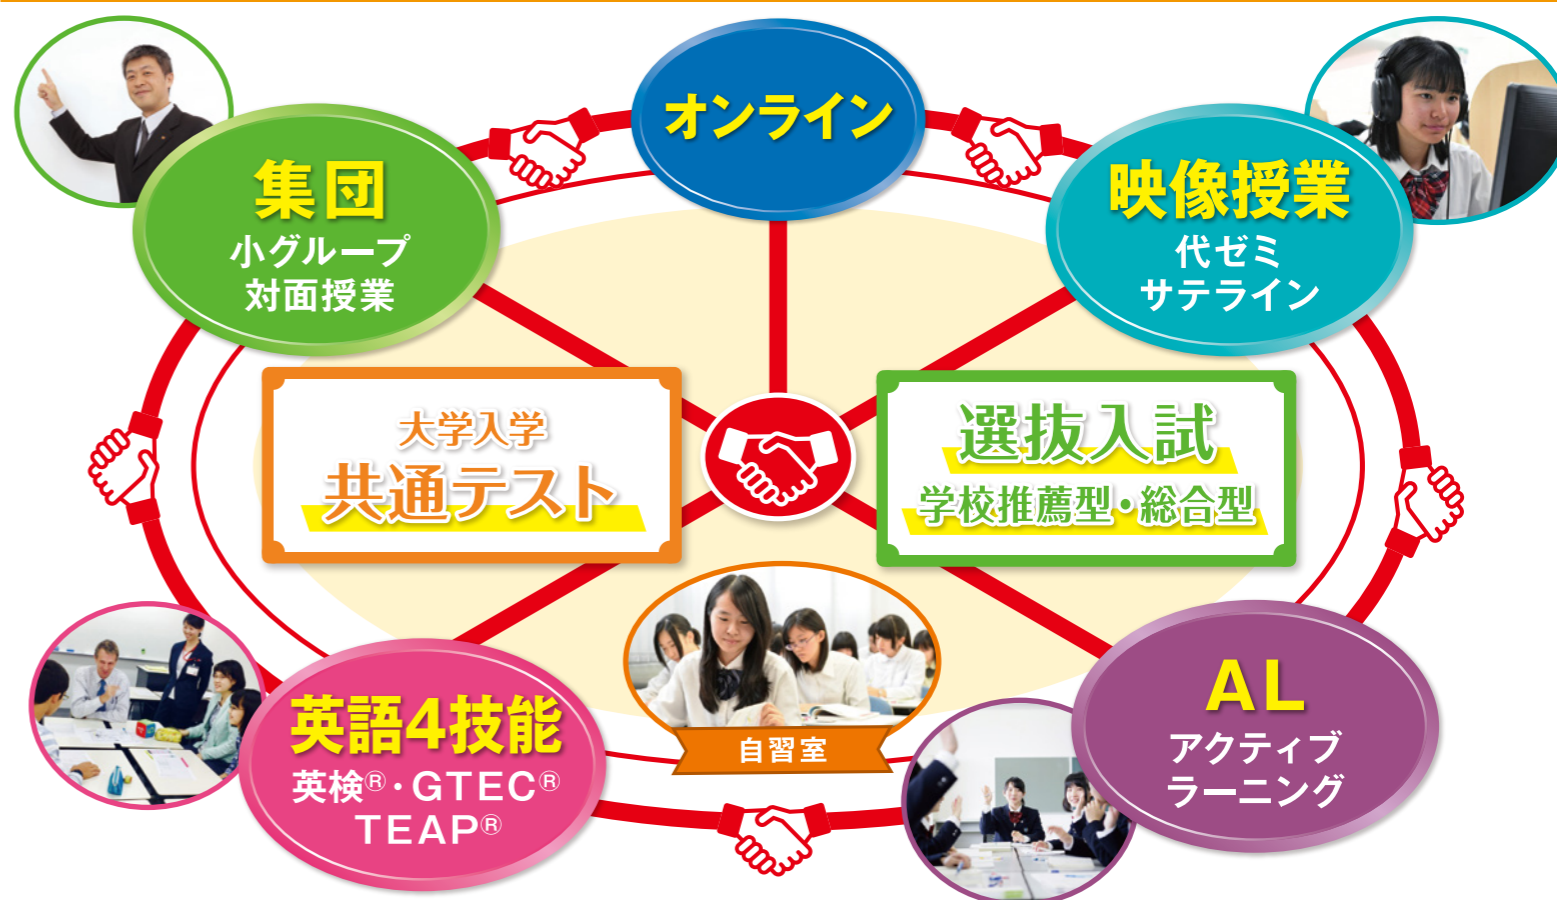 オンライン
集団
小グループ
対面授業
映像授業
代ゼミ
サテライン
大学入学
共通テスト
選抜入試
学校推薦型・総合型
英語4技能
英検®・GTEC®
TEAP®
自習室
AL
アクティブ
ラーニング